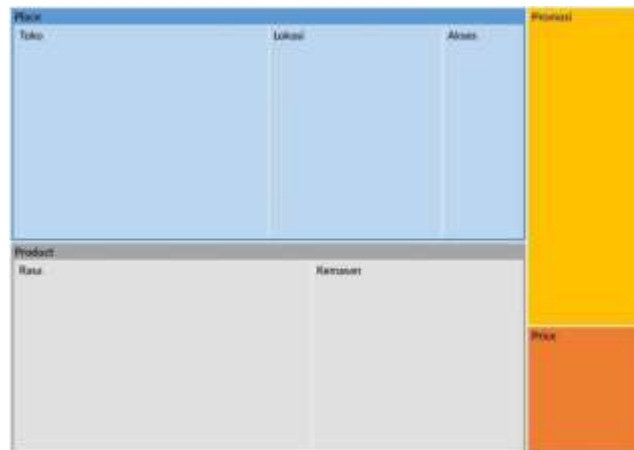 Place
Toko
Lokasi
Akses
Promosi
Product
Rasa
Kemasan
Price